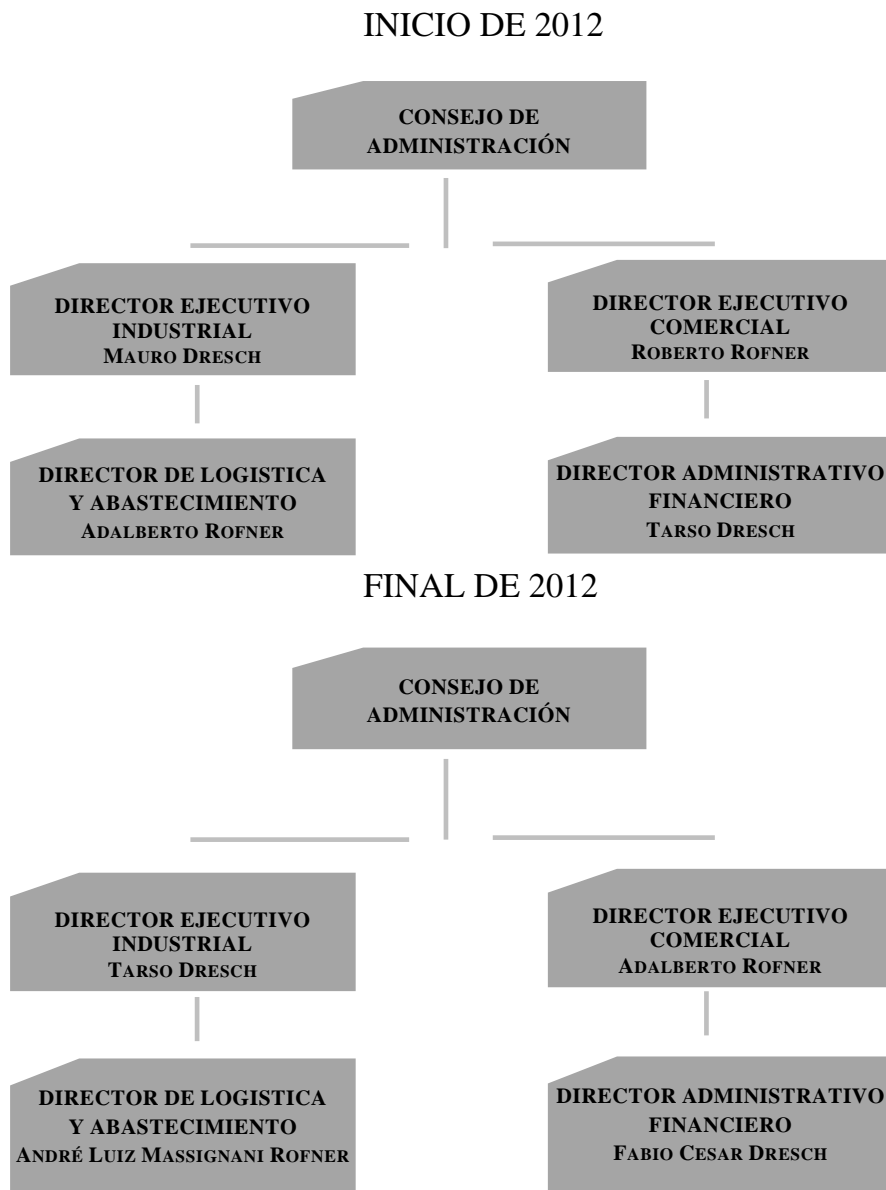 INICIO DE 2012
CONSEJO DE
ADMINISTRACIÓN
DIRECTOR EJECUTIVO
INDUSTRIAL
MAURO DRESCH
DIRECTOR EJECUTIVO
COMERCIAL
ROBERTO ROFNER
DIRECTOR DE LOGISTICA
Y ABASTECIMIENTO
ADALBERTO ROFNER
DIRECTOR ADMINISTRATIVO
FINANCIERO
TARSO DRESCH
FINAL DE 2012
CONSEJO DE
ADMINISTRACIÓN
DIRECTOR EJECUTIVO
INDUSTRIAL
TARSO DRESCH
DIRECTOR EJECUTIVO
COMERCIAL
ADALBERTO ROFNER
DIRECTOR DE LOGISTICA
Y ABASTECIMIENTO
ANDRÉ LUIZ MASSIGNANI ROFNER
DIRECTOR ADMINISTRATIVO
FINANCIERO
FABIO CESAR DRESCH